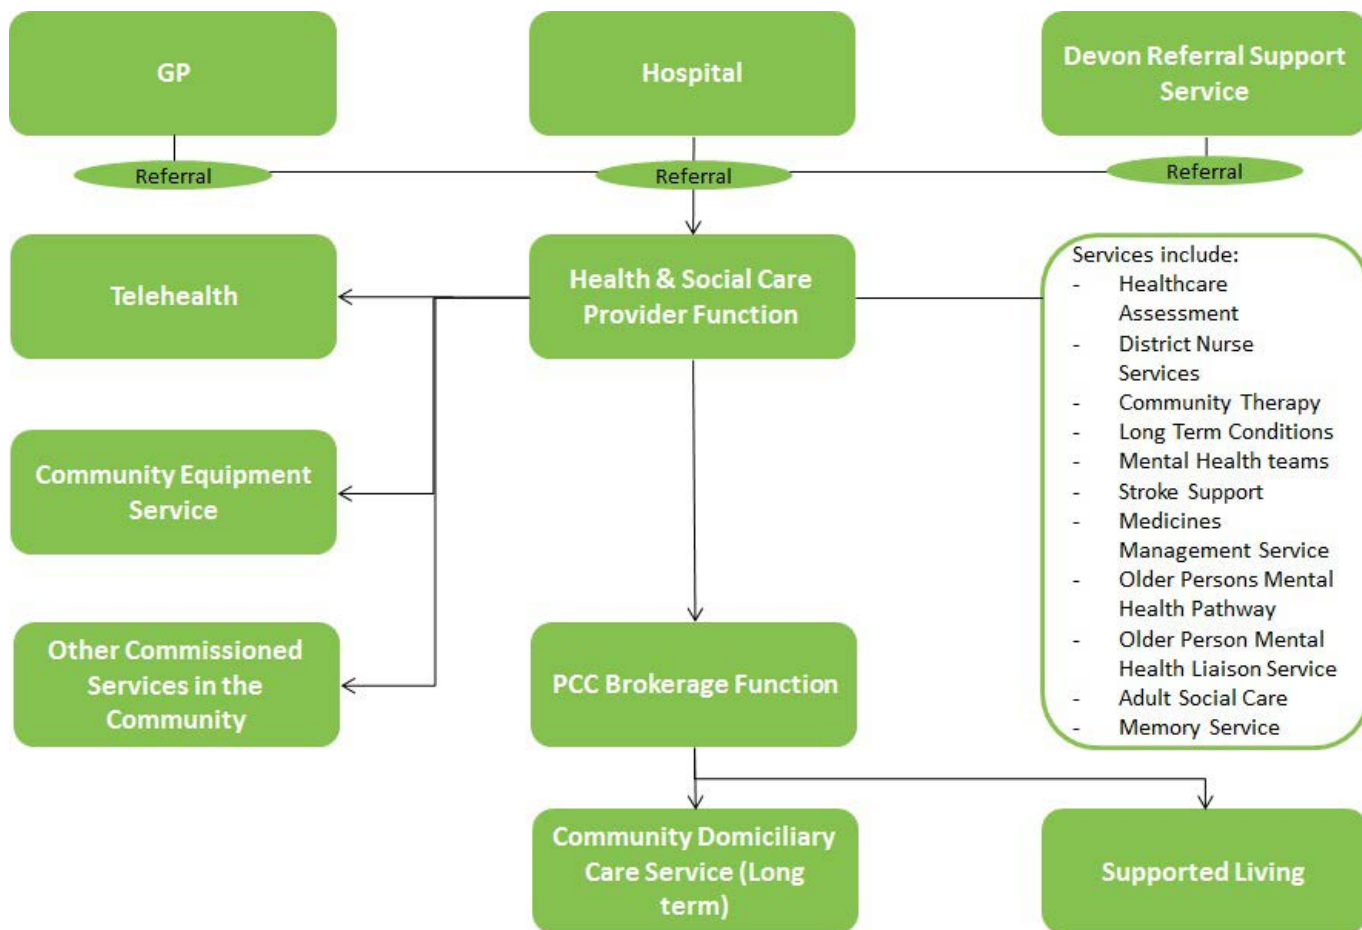 GP
Hospital
Devon Referral Support
Service
Referral
Referral
Referral
Telehealth
Health & Social Care
Provider Function
Services include:
- Healthcare
Assessment
- District Nurse
Services
- Community Therapy
- Long Term Conditions
- Mental Health teams
- Stroke Support
- Medicines
Management Service
- Older Persons Mental
Health Pathway
- Older Person Mental
Health Liaison Service
- Adult Social Care
- Memory Service
Community Equipment
Service
Other Commissioned
Services in the
Community
PCC Brokerage Function
Community Domiciliary
Care Service (Long
term)
Supported Living